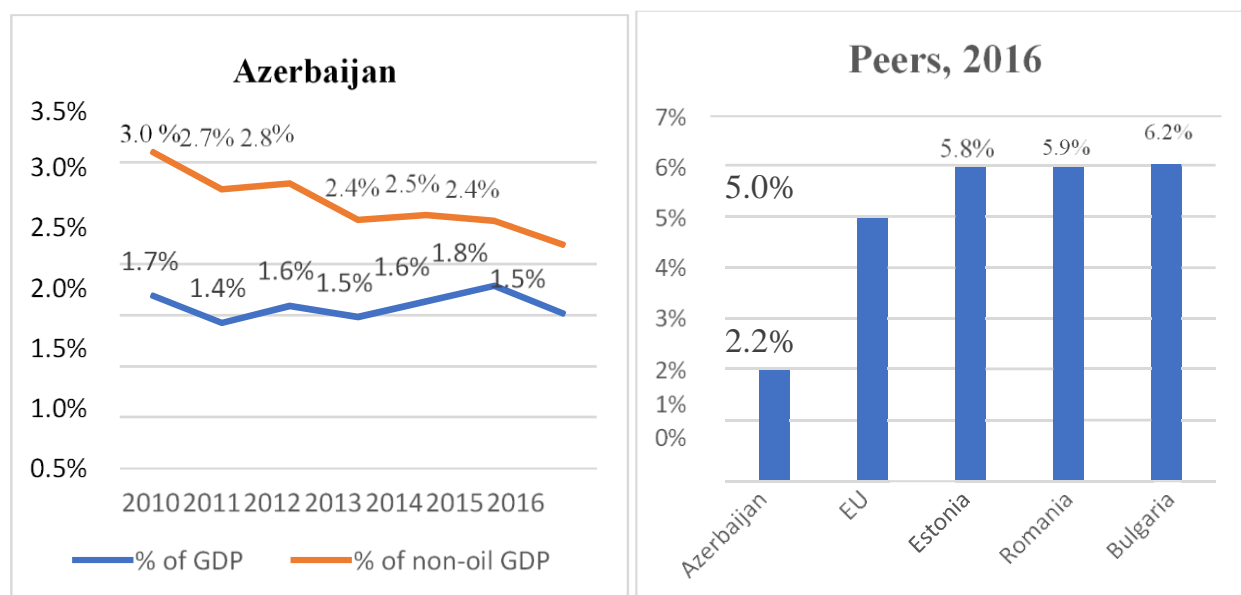 Azerbaijan
3.5%
3.0%
2.5%
2.0%
1.5%
1.0%
0.5%
3.0 % 2.7% 2.8%
2.4% 2.5% 2.4%
1.7% 1.4% 1.6% 1.5% 1.6% 1.8% 1.5%
2010 2011 2012 2013 2014 2015 2016
% of GDP % of non-oil GDP
Peers, 2016
7%
6%
5%
4%
3%
2%
1%
0%
2.2%
5.0%
5.8%
5.9%
6.2%
Azerbaijan
EU
Estonia
Romania
Bulgaria